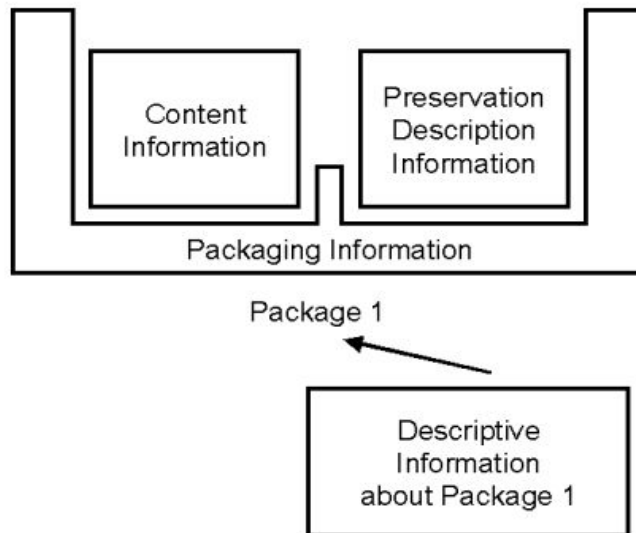 Content
Information
Preservation
Description
Information
Packaging Information
Package 1
Descriptive
Information
about Package 1